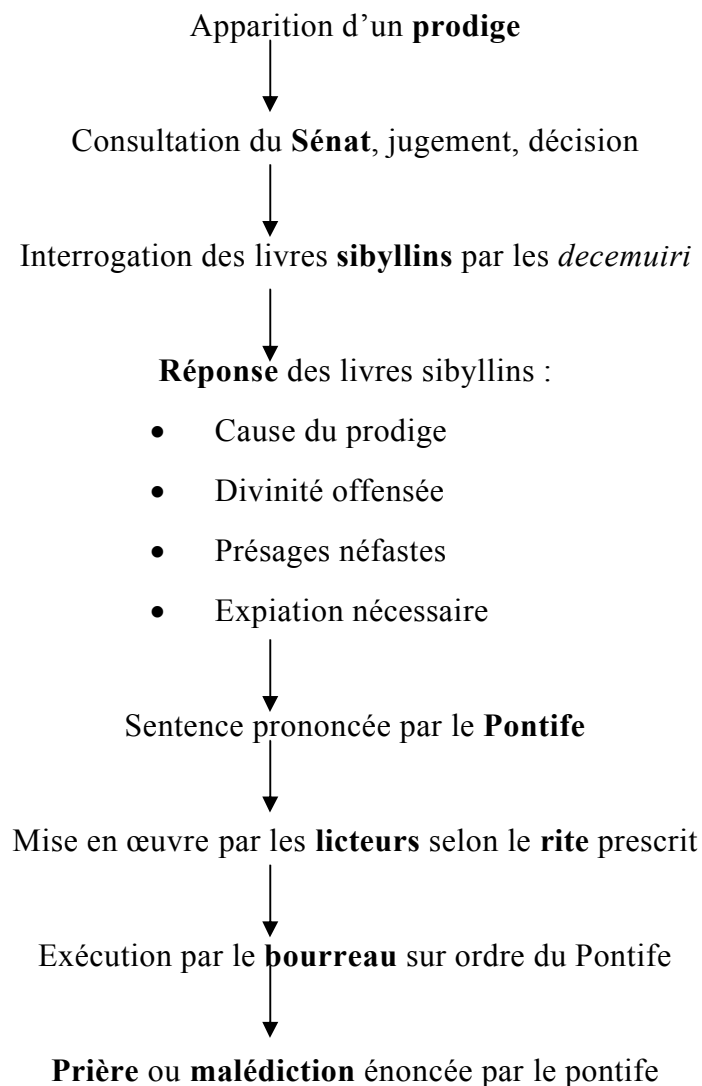 Apparition d’un prodige
Consultation du Sénat, jugement, décision
Interrogation des livres sibyllins par les decemuiri
Réponse des livres sibyllins :
• Cause du prodige
• Divinité offensée
• Présages néfastes
• Expiation nécessaire
Sentence prononcée par le Pontife
Mise en œuvre par les licteurs selon le rite prescrit
Exécution par le bourreau sur ordre du Pontife
Prière ou malédiction énoncée par le pontife